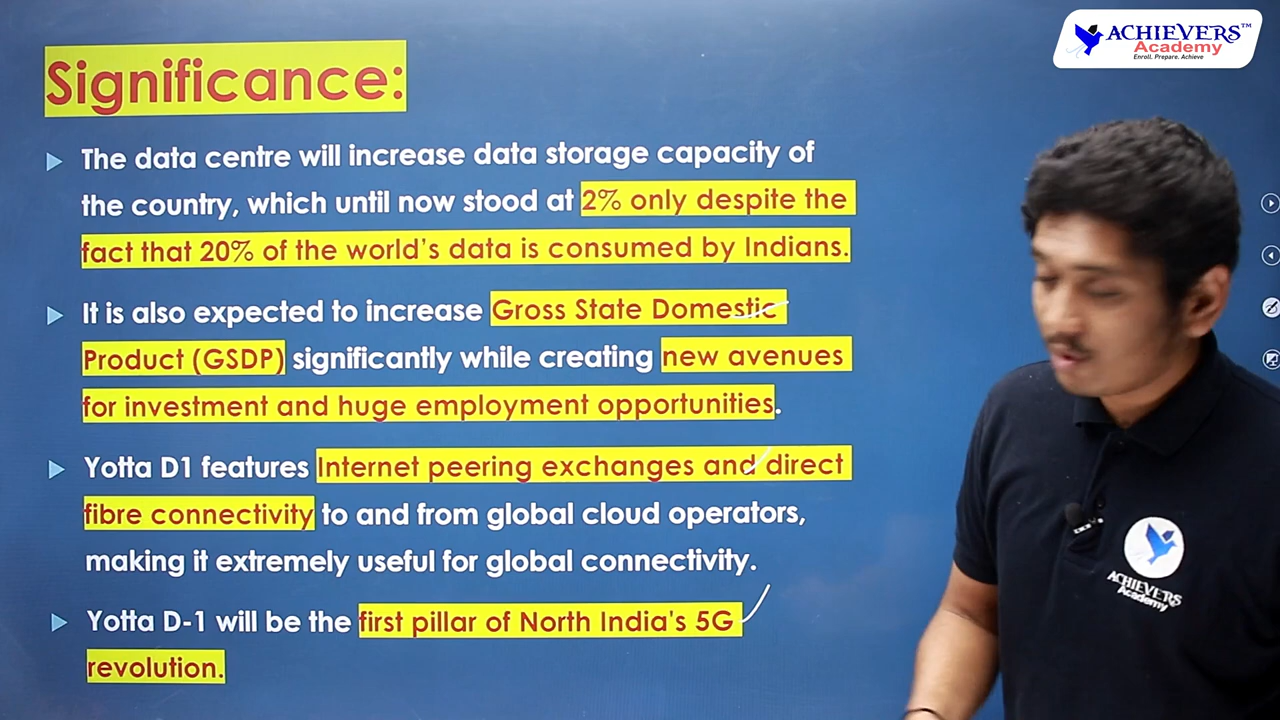 ACHIEVERS™
Academy
Enroll. Prepare. Achieve
Significance:
The data centre will increase data storage capacity of
the country, which until now stood at 2% only despite the
fact that 20% of the world's data is consumed by Indians.
It is also expected to increase Gross State Domestic
Product (GSDP) significantly while creating new avenues
for investment and huge employment opportunities.
Yotta D1 features Internet peering exchanges and direct
fibre connectivity to and from global cloud operators,
making it extremely useful for global connectivity.
Yotta D-1 will be the first pillar of North India's 5G
revolution.
ACHIEVERS
Academy